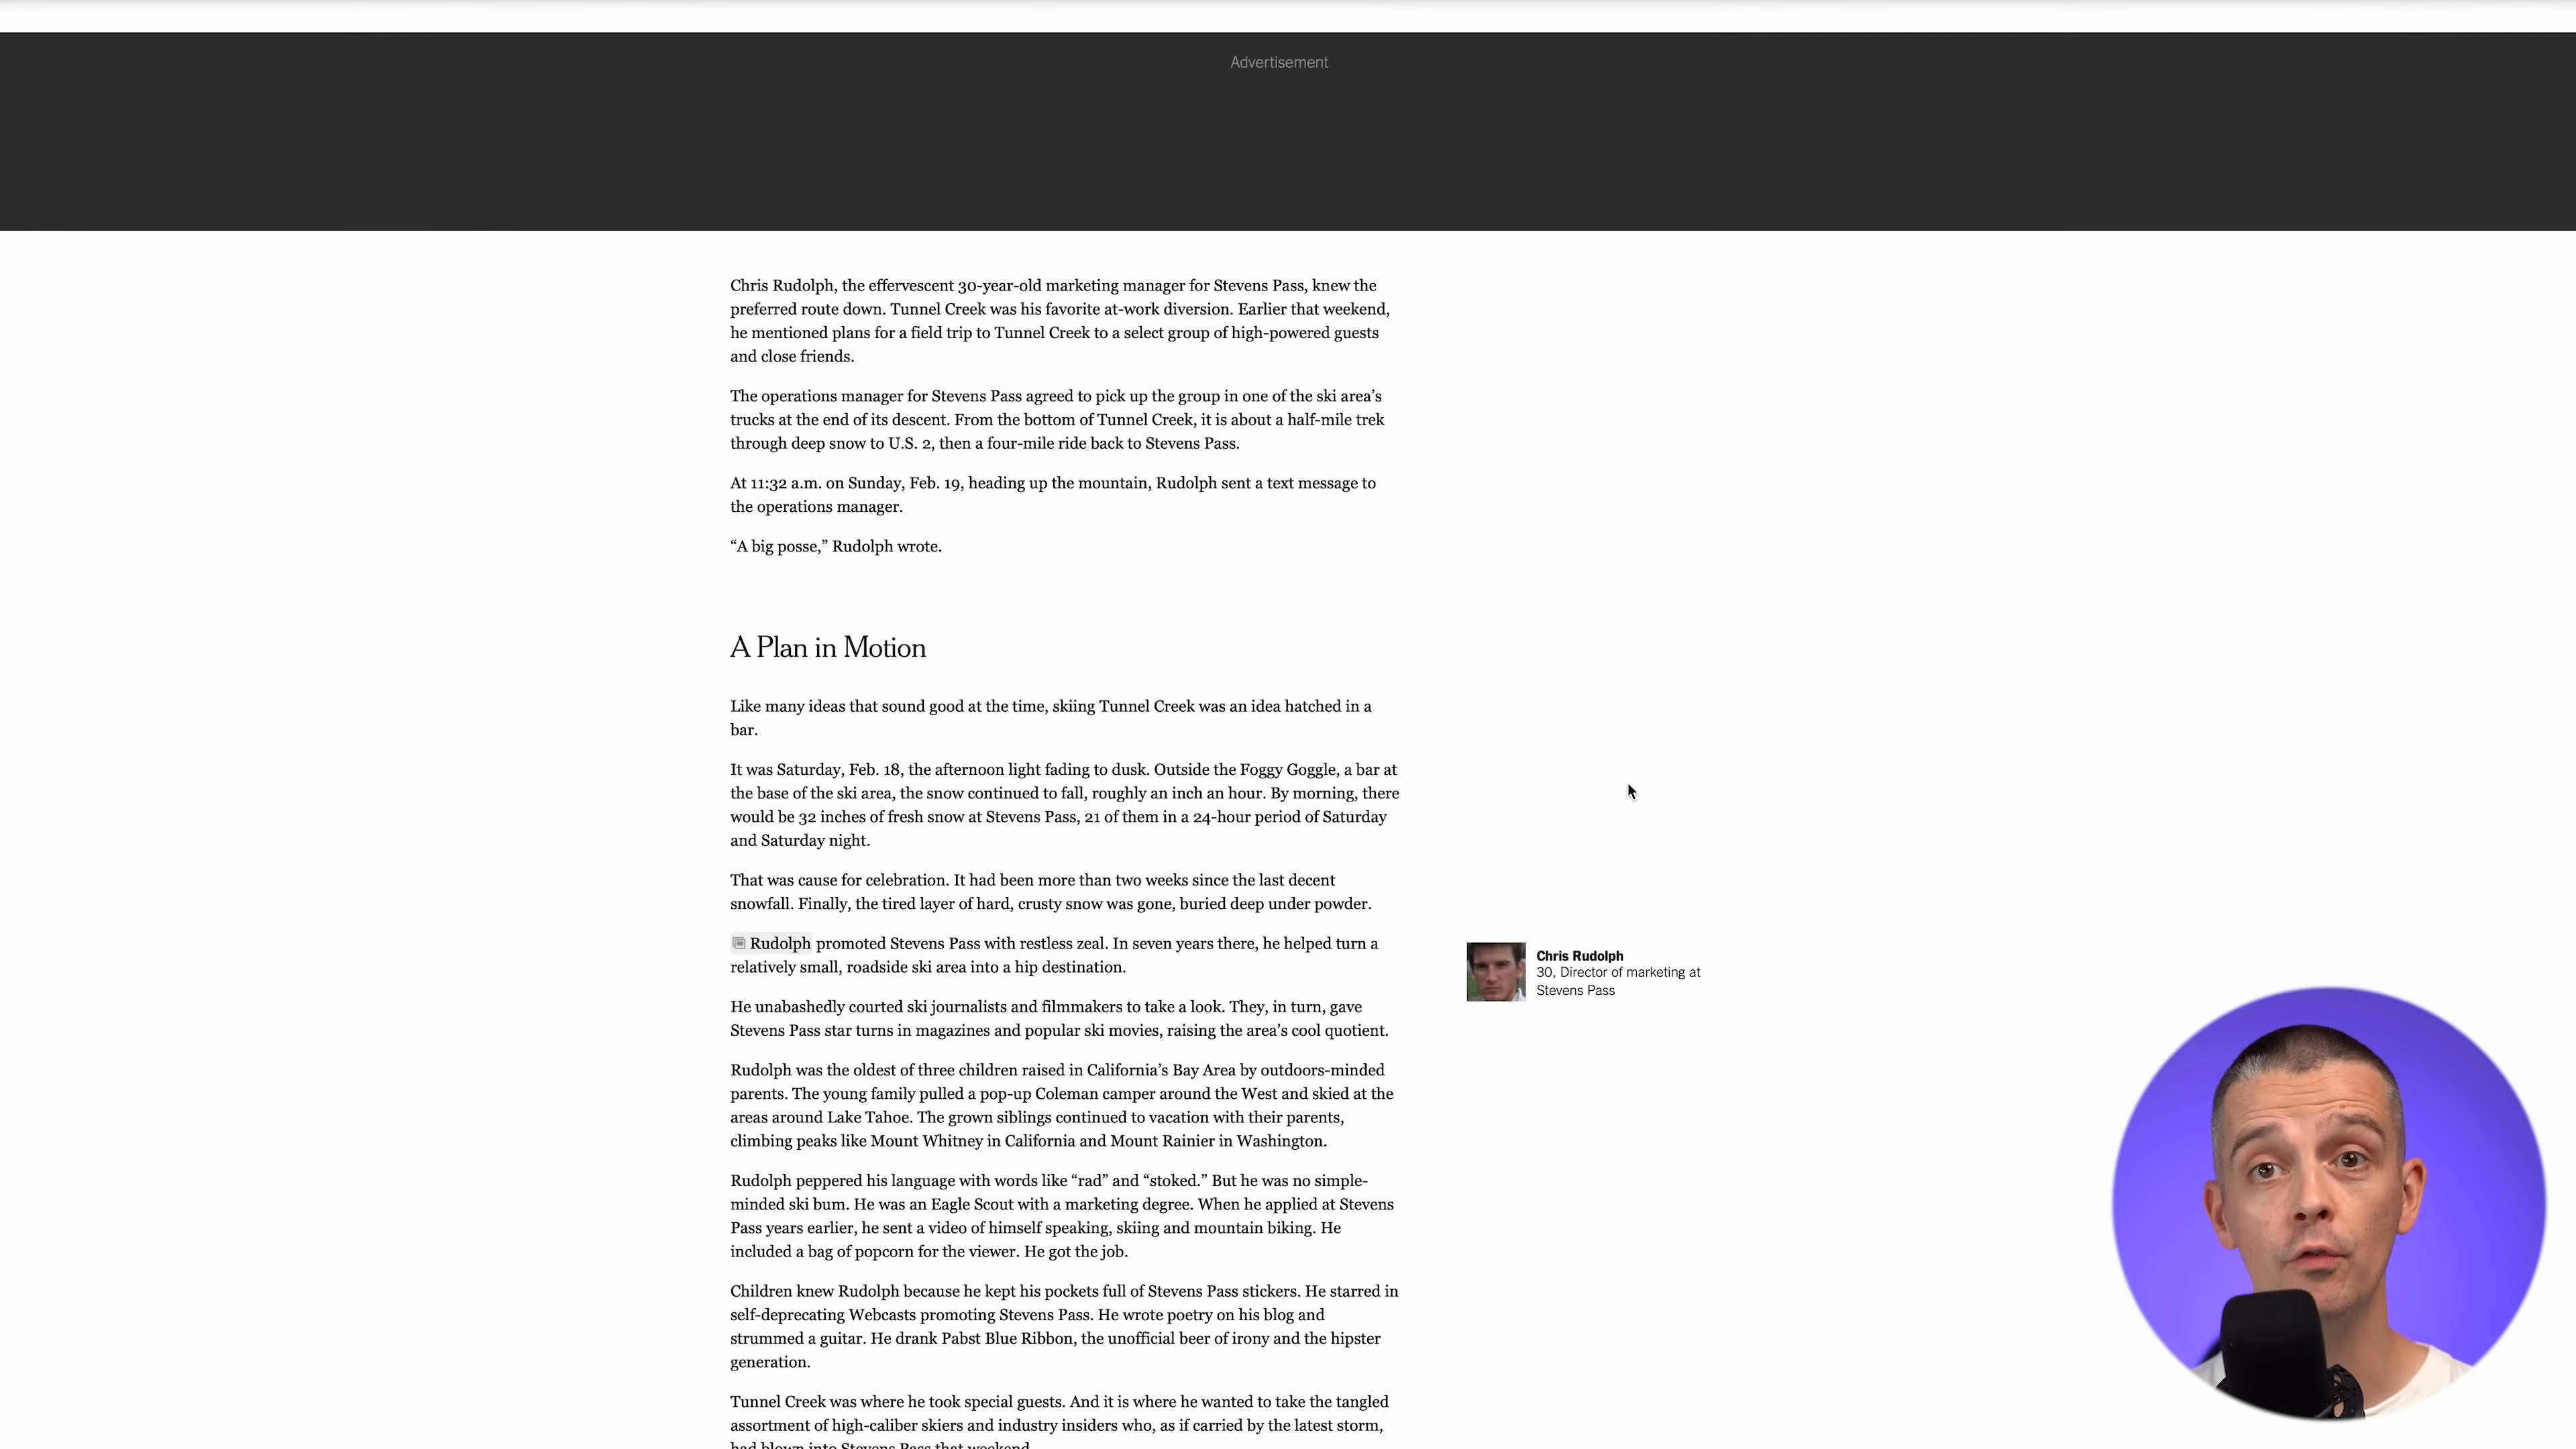 Advertisement
Chris Rudolph, the effervescent 30-year-old marketing manager for Stevens Pass, knew the
preferred route down. Tunnel Creek was his favorite at-work diversion. Earlier that weekend,
he mentioned plans for a field trip to Tunnel Creek to a select group of high-powered guests
and close friends.
The operations manager for Stevens Pass agreed to pick up the group in one of the ski area’s
trucks at the end of its descent. From the bottom of Tunnel Creek, it is about a half-mile trek
through deep snow to U.S. 2, then a four-mile ride back to Stevens Pass.
At 11:32 a.m. on Sunday, Feb. 19, heading up the mountain, Rudolph sent a text message to
the operations manager.
“A big posse,” Rudolph wrote.
A Plan in Motion
Like many ideas that sound good at the time, skiing Tunnel Creek was an idea hatched in a
bar.
It was Saturday, Feb. 18, the afternoon light fading to dusk. Outside the Foggy Goggle, a bar at
the base of the ski area, the snow continued to fall, roughly an inch an hour. By morning, there
would be 32 inches of fresh snow at Stevens Pass, 21 of them in a 24-hour period of Saturday
and Saturday night.
That was cause for celebration. It had been more than two weeks since the last decent
snowfall. Finally, the tired layer of hard, crusty snow was gone, buried deep under powder.
Rudolph promoted Stevens Pass with restless zeal. In seven years there, he helped turn a
relatively small, roadside ski area into a hip destination.
Chris Rudolph
30, Director of marketing at
Stevens Pass
He unabashedly courted ski journalists and filmmakers to take a look. They, in turn, gave
Stevens Pass star turns in magazines and popular ski movies, raising the area’s cool quotient.
Rudolph was the oldest of three children raised in California’s Bay Area by outdoors-minded
parents. The young family pulled a pop-up Coleman camper around the West and skied at the
areas around Lake Tahoe. The grown siblings continued to vacation with their parents,
climbing peaks like Mount Whitney in California and Mount Rainier in Washington.
Rudolph peppered his language with words like “rad” and “stoked.” But he was no simple-
minded ski bum. He was an Eagle Scout with a marketing degree. When he applied at Stevens
Pass years earlier, he sent a video of himself speaking, skiing and mountain biking. He
included a bag of popcorn for the viewer. He got the job.
Children knew Rudolph because he kept his pockets full of Stevens Pass stickers. He starred in
self-deprecating Webcasts promoting Stevens Pass. He wrote poetry on his blog and
strummed a guitar. He drank Pabst Blue Ribbon, the unofficial beer of irony and the hipster
generation.
Tunnel Creek was where he took special guests. And it is where he wanted to take the tangled
assortment of high-caliber skiers and industry insiders who, as if carried by the latest storm,
had blown into Stevens Pass that weekend